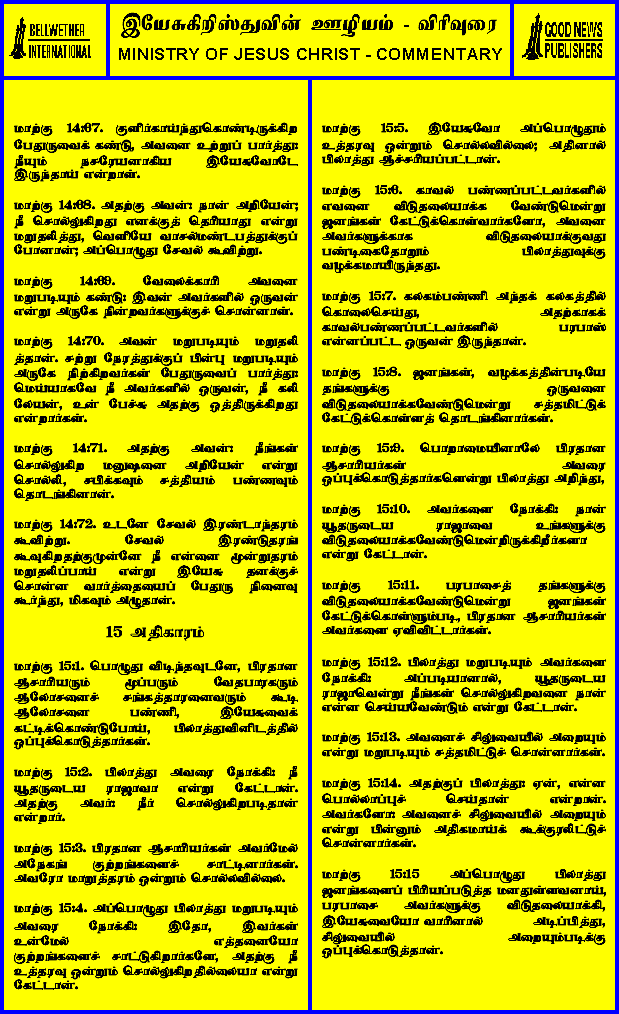 BELLWETHER
INTERNATIONAL
இயேசுகிறிஸ்துவின் ஊழியம் - விரிவுரை
MINISTRY OF JESUS CHRIST - COMMENTARY
GOOD NEWS
PUBLISHERS
மாற்கு 14:67. குளிர்காய்ந்துகொண்டிருக்கிற
பேதுருவைக் கண்டு, அவனை உற்றுப் பார்த்து:
நீயும் நசரேயனாகிய இயேசுவோடே
இருந்தாய் என்றாள்.
மாற்கு 14:68. அதற்கு அவன்: நான் அறியேன்;
நீ சொல்லுகிறது எனக்குத் தெரியாது என்று
மறுதலித்து, வெளியே வாசல்மண்டபத்துக்குப்
போனான்; அப்பொழுது சேவல் கூவிற்று.
மாற்கு 14:69. வேலைக்காரி அவனை
மறுபடியும் கண்டு: இவன் அவர்களில் ஒருவன்
என்று அருகே நின்றவர்களுக்குச் சொன்னாள்.
மாற்கு 14:70. அவன் மறுபடியும் மறுதலி
த்தான். சற்று நேரத்துக்குப் பின்பு மறுபடியும்
அருகே நிற்கிறவர்கள் பேதுருவைப் பார்த்து:
மெய்யாகவே நீ அவர்களில் ஒருவன், நீ கலி
லேயன், உன் பேச்சு அதற்கு ஒத்திருக்கிறது
என்றார்கள்.
மாற்கு 14:71. அதற்கு அவன்: நீங்கள்
சொல்லுகிற மனுஷனை அறியேன் என்று
சொல்லி, சபிக்கவும் சத்தியம் பண்ணவும்
தொடங்கினான்.
மாற்கு 14:72. உடனே சேவல் இரண்டாந்தரம்
கூவிற்று. சேவல் இரண்டுதரங்
கூவுகிறதற்குமுன்னே நீ என்னை மூன்றுதரம்
மறுதலிப்பாய் என்று இயேசு தனக்குச்
சொன்ன வார்த்தையைப் பேதுரு நினைவு
கூர்ந்து, மிகவும் அழுதான்.
15 அதிகாரம்
மாற்கு 15:1. பொழுது விடிந்தவுடனே, பிரதான
ஆசாரியரும் மூப்பரும் வேதபாரகரும்
ஆலோசனைச் சங்கத்தாரனைவரும் கூடி
ஆலோசனை பண்ணி, இயேசுவைக்
கட்டிக்கொண்டுபோய், பிலாத்துவினிடத்தில்
ஒப்புக்கொடுத்தார்கள்.
மாற்கு 15:2. பிலாத்து அவரை நோக்கி: நீ
யூதருடைய ராஜாவா என்று கேட்டான்.
அதற்கு அவர்: நீர் சொல்லுகிறபடிதான்
என்றார்.
மாற்கு 15:3. பிரதான ஆசாரியர்கள் அவர்மேல்
அநேகங் குற்றங்களைச் சாட்டினார்கள்.
அவரோ மாறுத்தரம் ஒன்றும் சொல்லவில்லை.
மாற்கு 15:4. அப்பொழுது பிலாத்து மறுபடியும்
அவரை நோக்கி: இதோ, இவர்கள்
உன்மேல் எத்தனையோ
குற்றங்களைச் சாட்டுகிறார்களே, அதற்கு நீ
உத்தரவு ஒன்றும் சொல்லுகிறதில்லையா என்று
கேட்டான்.
மாற்கு 15:5. இயேசுவோ அப்பொழுதும்
உத்தரவு ஒன்றும் சொல்லவில்லை; அதினால்
பிலாத்து ஆச்சரியப்பட்டான்.
மாற்கு 15:6. காவல் பண்ணப்பட்டவர்களில்
எவனை விடுதலையாக்க வேண்டுமென்று
ஜனங்கள் கேட்டுக்கொள்வார்களோ, அவனை
அவர்களுக்காக விடுதலையாக்குவது
பண்டிகைதோறும் பிலாத்துவுக்கு
வழக்கமாயிருந்தது.
மாற்கு 15:7. கலகம்பண்ணி அந்தக் கலகத்தில்
கொலைசெய்து, அதற்காகக்
காவல்பண்ணப்பட்டவர்களில் பரபாஸ்
என்னப்பட்ட ஒருவன் இருந்தான்.
மாற்கு 15:8. ஜனங்கள், வழக்கத்தின்படியே
தங்களுக்கு ஒருவனை
விடுதலையாக்கவேண்டுமென்று சத்தமிட்டுக்
கேட்டுக்கொள்ளத் தொடங்கினார்கள்.
மாற்கு 15:9. பொறாமையினாலே பிரதான
ஆசாரியர்கள் அவரை
ஒப்புக்கொடுத்தார்களென்று பிலாத்து அறிந்து,
மாற்கு 15:10. அவர்களை நோக்கி: நான்
யூதருடைய ராஜாவை உங்களுக்கு
விடுதலையாக்கவேண்டுமென்றிருக்கிறீர்களா
என்று கேட்டான்.
மாற்கு 15:11. பரபாசைத் தங்களுக்கு
விடுதலையாக்கவேண்டுமென்று ஜனங்கள்
கேட்டுக்கொள்ளும்படி, பிரதான ஆசாரியர்கள்
அவர்களை ஏவிவிட்டார்கள்.
மாற்கு 15:12. பிலாத்து மறுபடியும் அவர்களை
நோக்கி: அப்படியானால், யூதருடைய
ராஜாவென்று நீங்கள் சொல்லுகிறவனை நான்
என்ன செய்யவேண்டும் என்று கேட்டான்.
மாற்கு 15:13. அவனைச் சிலுவையில் அறையும்
என்று மறுபடியும் சத்தமிட்டுச் சொன்னார்கள்.
மாற்கு 15:14. அதற்குப் பிலாத்து: ஏன், என்ன
பொல்லாப்புச் செய்தான் என்றான்.
அவர்களோ: அவனைச் சிலுவையில் அறையும்
என்று பின்னும் அதிகமாய்க் கூக்குரலிட்டுச்
சொன்னார்கள்.
மாற்கு 15:15 அப்பொழுது பிலாத்து
ஜனங்களைப் பிரியப்படுத்த மனதுள்ளவனாய்,
பரபாசை அவர்களுக்கு விடுதலையாக்கி,
இயேசுவையோ வாரினால் அடிப்பித்து,
சிலுவையில் அறையும்படிக்கு
ஒப்புக்கொடுத்தான்.